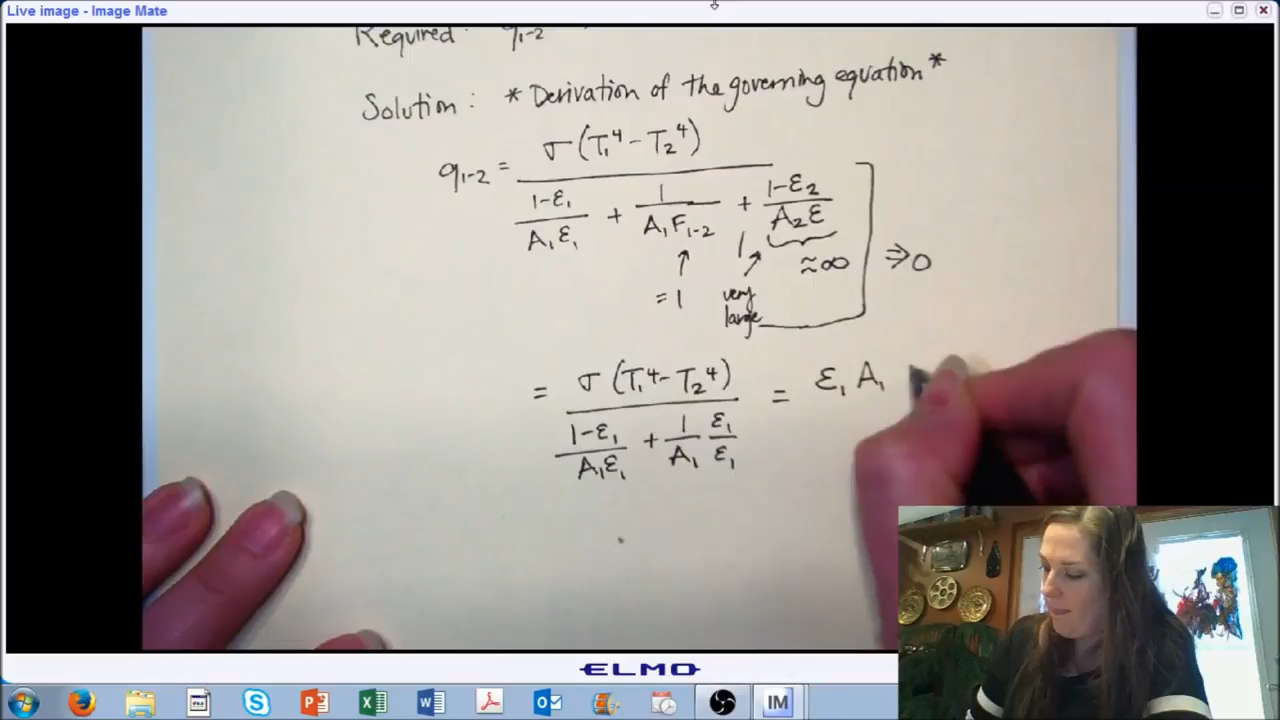 Live image - Image Mate
Required: q₁₋₂
Solution: * Derivation of the governing equation *
q₁₋₂ = σ (T₁⁴ - T₂⁴)
1-ε₁ / A₁ε₁ + 1 / A₁F₁₋₂ + 1-ε₂ / A₂ε
≈∞ ⇒ 0
= 1 very
large
= σ (T₁⁴ - T₂⁴) = ε₁ A₁
1-ε₁ / A₁ε₁ + 1 / A₁ ε₁ / ε₁
ELMO
IM